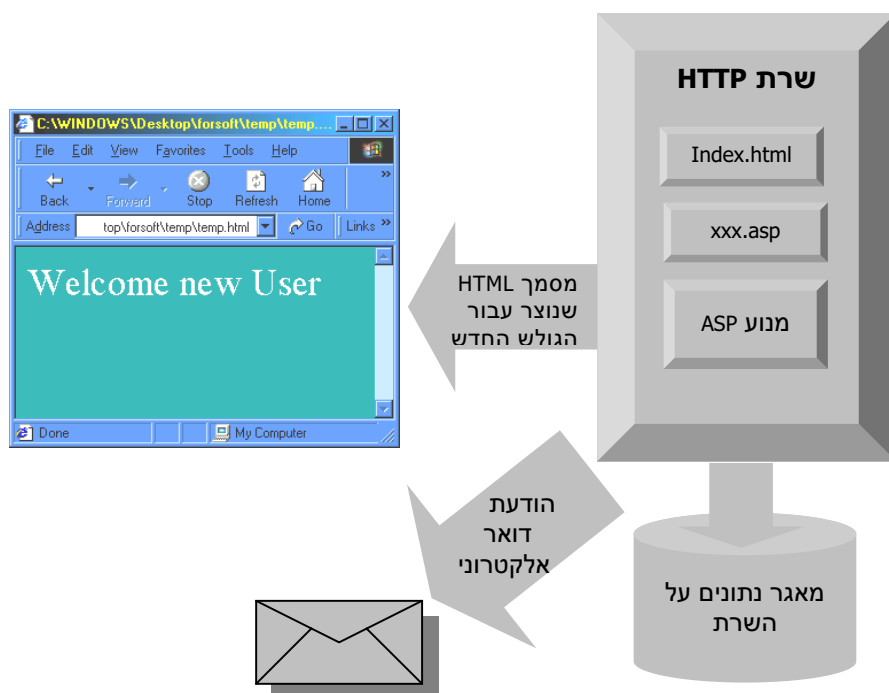 שרת HTTP
Index.html
xxx.asp
מנוע ASP
C:\WINDOWS\Desktop\forsoft\temp\temp....
File Edit View Favorites Tools Help
Back Forward Stop Refresh Home
Address top\forsoft\temp\temp.html Go Links
Welcome new User
Done My Computer
מסמך HTML
שנוצר עבור
הגולש החדש
הודעת
דואר
אלקטרוני
מאגר נתונים על
השרת